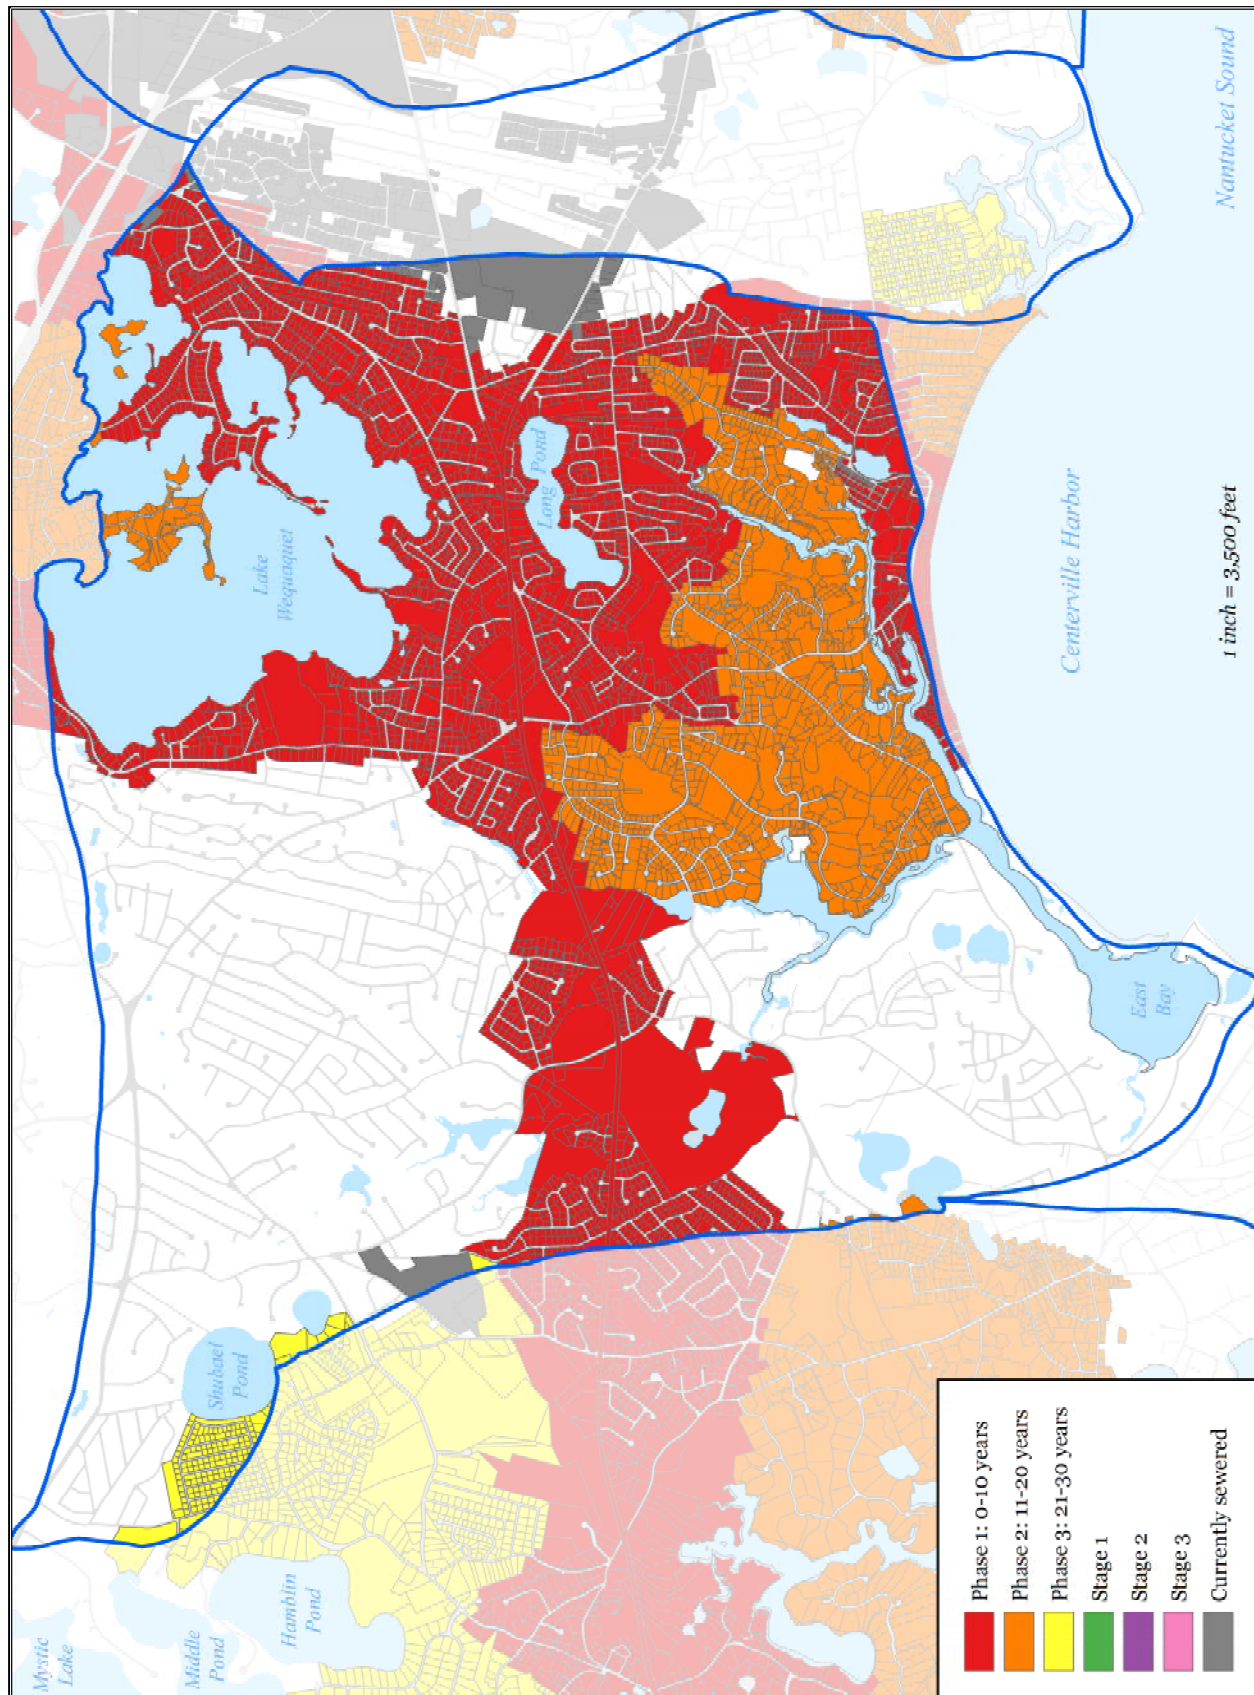 Mystic
Lake
Middle
Pond
Hamblin
Pond
Shubael
Pond
Lake
Wequaquet
Long Pond
East
Bay
Centerville Harbor
Nantucket Sound
1 inch = 3,500 feet
Phase 1: 0-10 years
Phase 2: 11-20 years
Phase 3: 21-30 years
Stage 1
Stage 2
Stage 3
Currently sewered